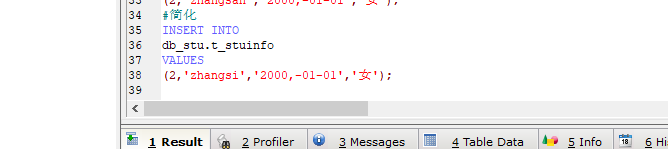 33 (2,'zhangsan','2000,-01-01','女');
34 #简化
35 INSERT INTO
36 db_stu.t_stuinfo
37 VALUES
38 (2,'zhangsi','2000,-01-01','女');
39
1 Result 2 Profiler 3 Messages 4 Table Data 5 Info 6 Hi